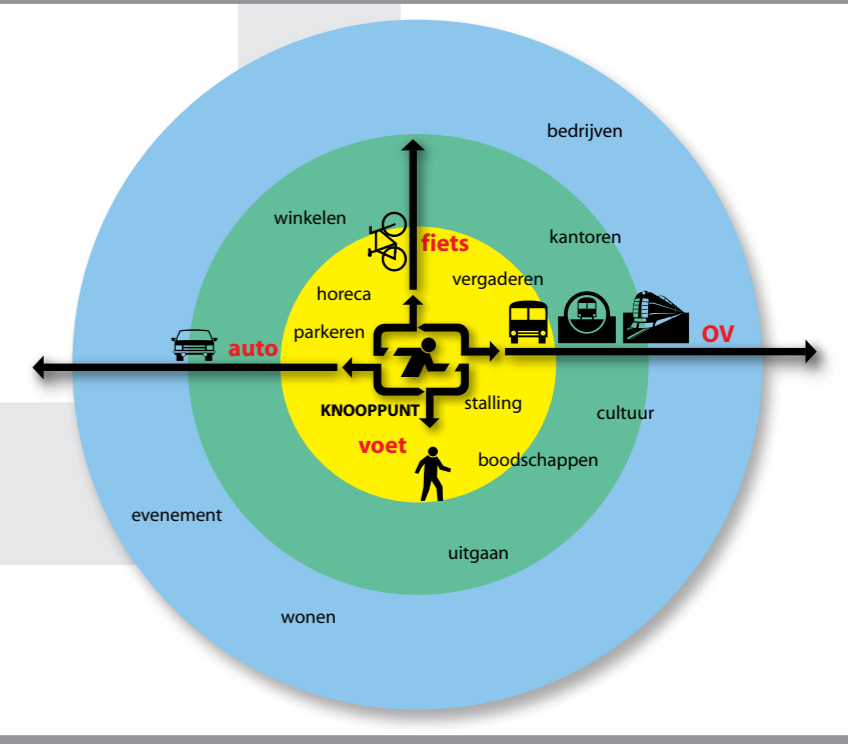 bedrijven
winkelen
kantoren
fiets
vergaderen
horeca
parkeren
OV
auto
KNOOPPUNT
stalling
cultuur
voet
boodschappen
evenement
uitgaan
wonen